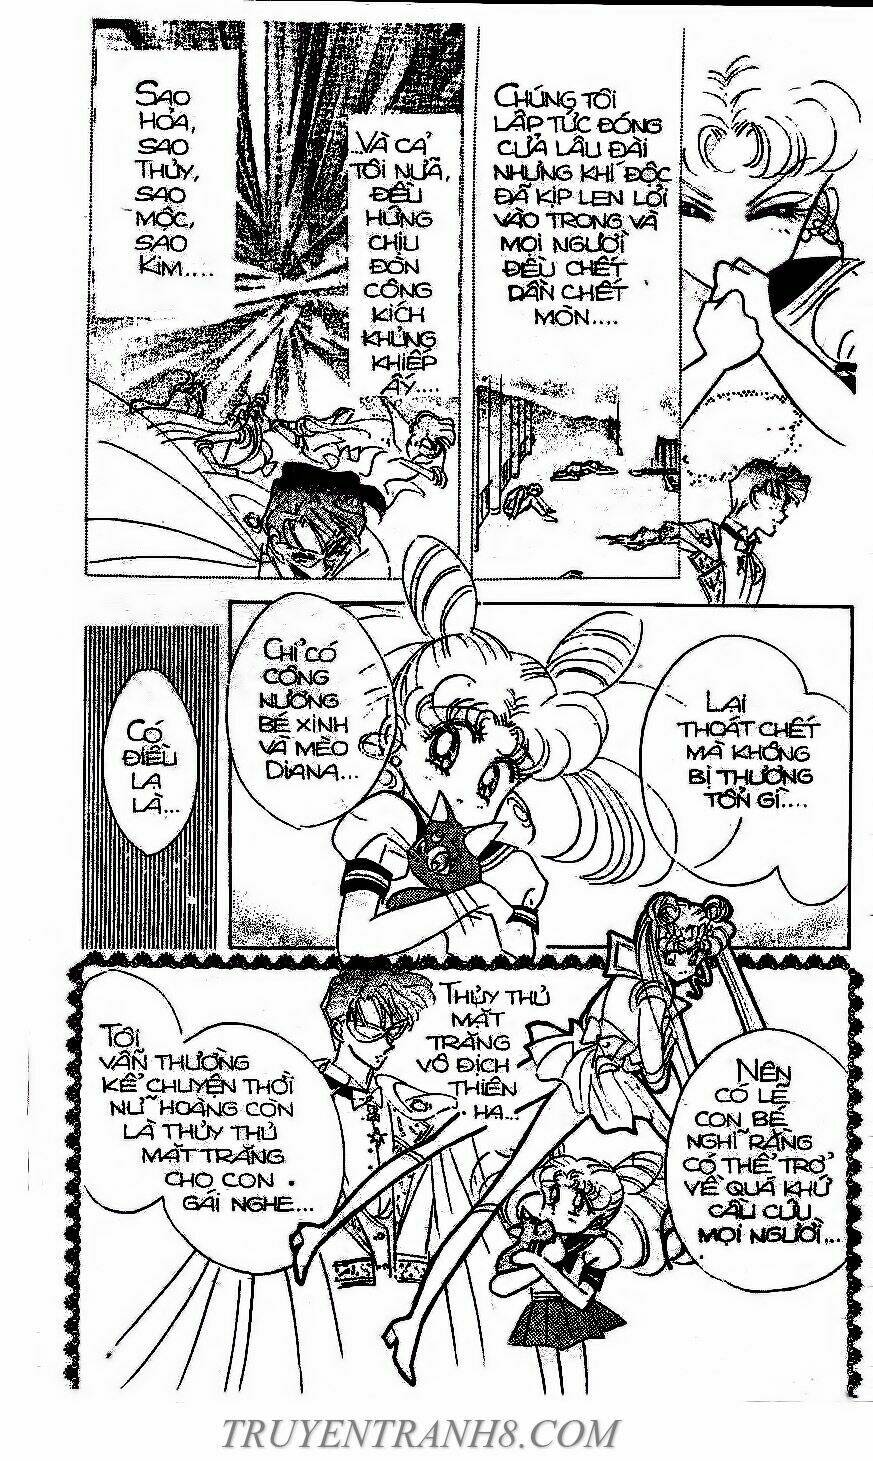 SAO
HỎA,
SAO
THỦY,
SAO
MỘC,
SAO
KIM....
...VÀ CẢ
TÔI NỮA,
ĐỀU
HỨNG
CHỊU
ĐÒN
CÔNG
KÍCH
KHỦNG
KHIẾP
ẤY....
CHÚNG TÔI
LẬP TỨC ĐÓNG
CỬA LÂU ĐÀI
NHƯNG KHÍ ĐỘC
ĐÃ KỊP LEN LỎI
VÀO TRONG VÀ
MỌI NGƯỜI
ĐỀU CHẾT
DẦN CHẾT
MÒN....
CÓ
ĐIỀU
LẠ
LÀ...
CHỈ CÓ
CÔNG
NƯƠNG
BÉ XINH
VÀ MÈO
DIANA...
LẠI
THOÁT CHẾT
MÀ KHÔNG
BỊ THƯƠNG
TỔN GÌ....
TÔI
VẪN THƯỜNG
KỂ CHUYỆN THỜI
NỮ HOÀNG CÒN
LÀ THỦY THỦ
MẶT TRĂNG
CHO CON
GÁI NGHE...
THỦY THỦ
MẶT
TRĂNG
VÔ ĐỊCH
THIÊN
HẠ...
NÊN
CÓ LẼ
CON BÉ
NGHĨ RẰNG
CÓ THỂ TRỞ
VỀ QUÁ KHỨ
CẦU CỨU
MỌI NGƯỜI...
TRUYENTRANH8.COM